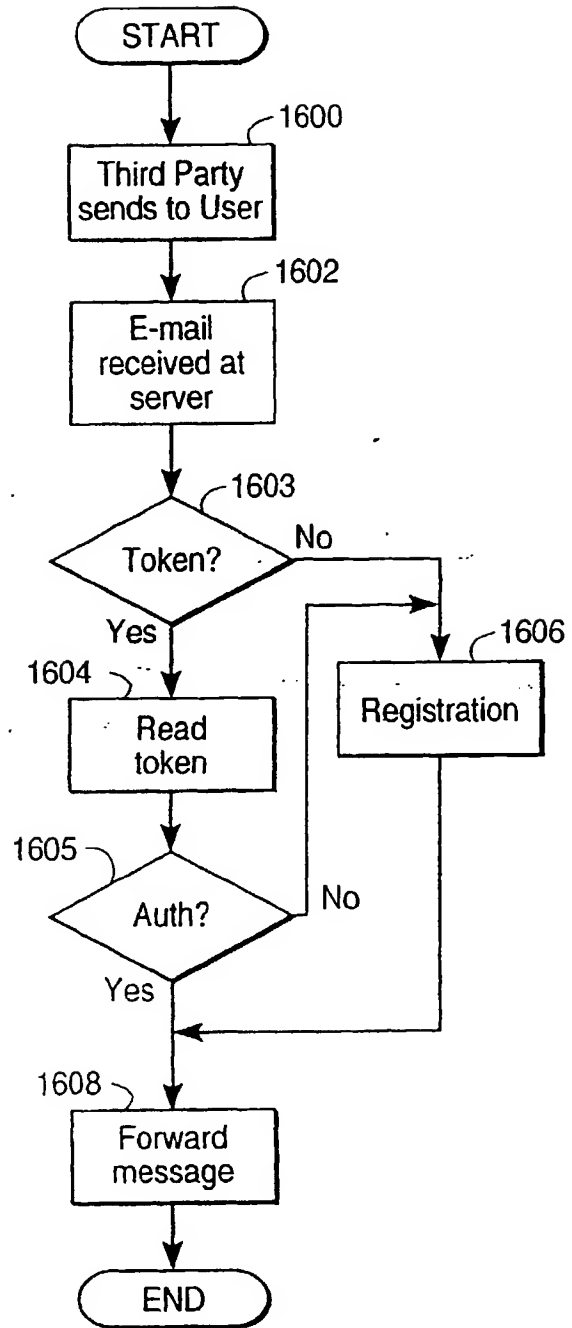 START
1600
Third Party
sends to User
1602
E-mail
received at
server
1603
Token?
No
Yes
1604
Read
token
1606
Registration
1605
Auth?
No
Yes
1608
Forward
message
END